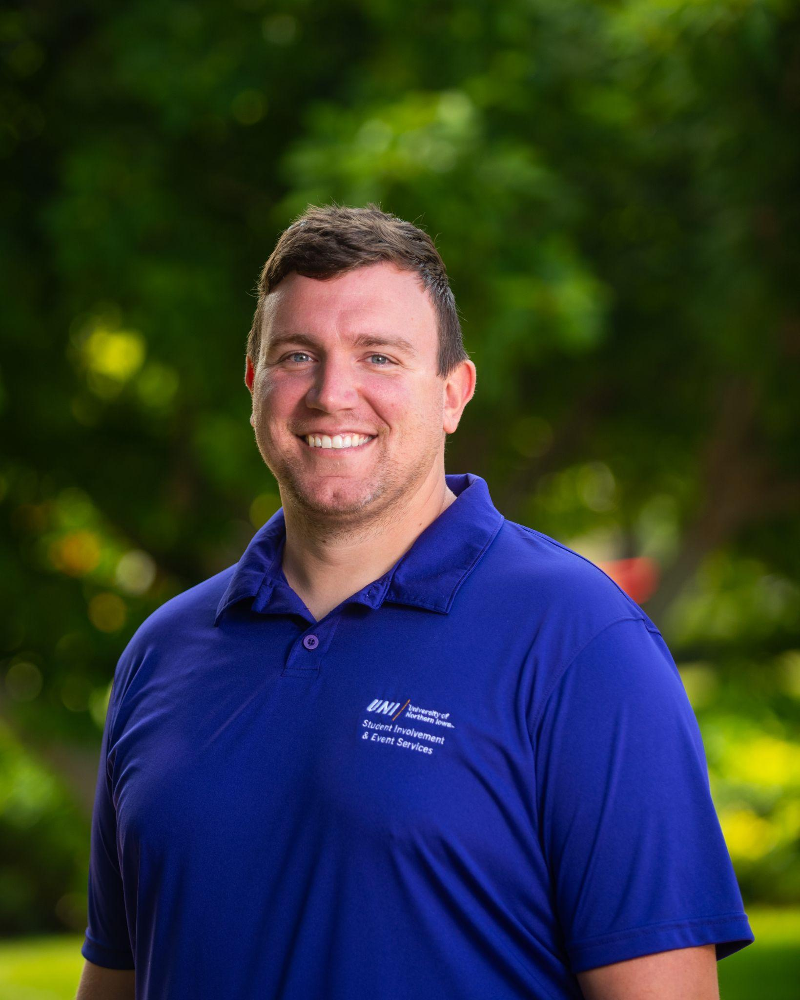 UNI University of
Northern Iowa
Student Involvement
& Event Services